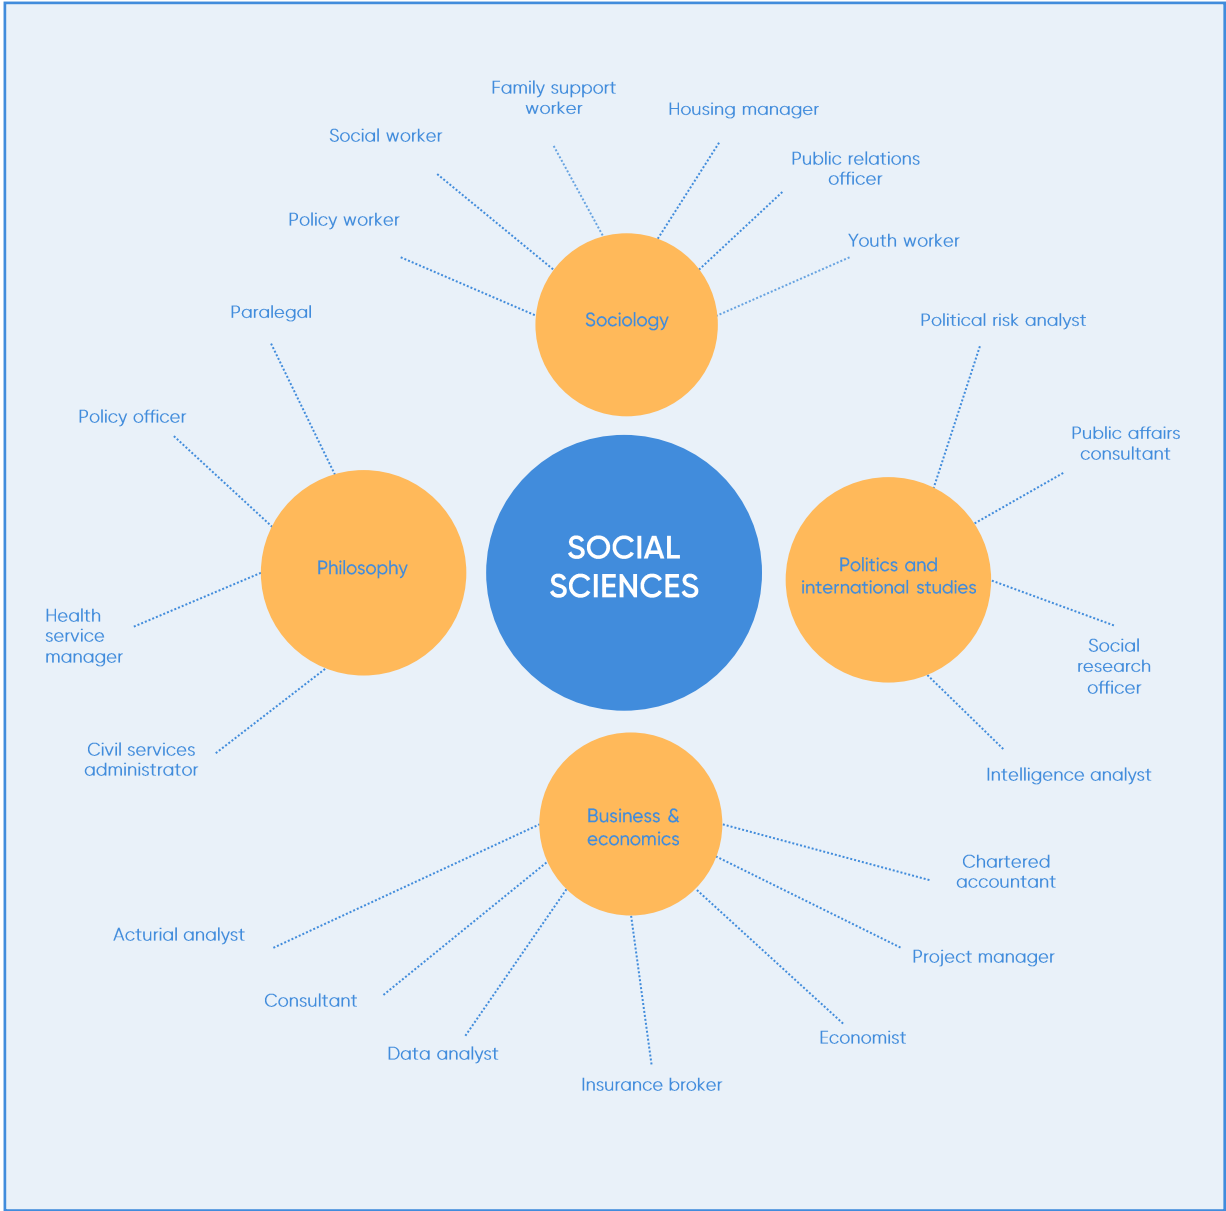 Family support
worker
Housing manager
Social worker
Public relations
officer
Policy worker
Youth worker
Sociology
Paralegal
Political risk analyst
Policy officer
Public affairs
consultant
Philosophy
SOCIAL
SCIENCES
Politics and
international studies
Health
service
manager
Social
research
officer
Civil services
administrator
Intelligence analyst
Business &
economics
Chartered
accountant
Acturial analyst
Project manager
Consultant
Economist
Data analyst
Insurance broker